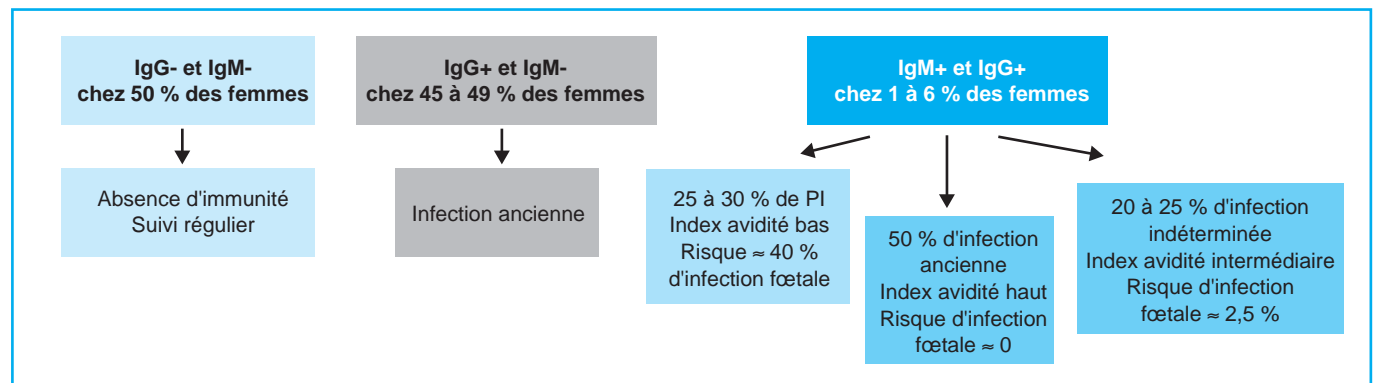 IgG- et IgM-
chez 50 % des femmes
IgG+ et IgM-
chez 45 à 49 % des femmes
IgM+ et IgG+
chez 1 à 6 % des femmes
Absence d'immunité
Suivi régulier
Infection ancienne
25 à 30 % de PI
Index avidité bas
Risque ≈ 40 %
d'infection fœtale
50 % d'infection
ancienne
Index avidité haut
Risque d'infection
fœtale ≈ 0
20 à 25 % d'infection
indéterminée
Index avidité intermédiaire
Risque d'infection
fœtale ≈ 2,5 %